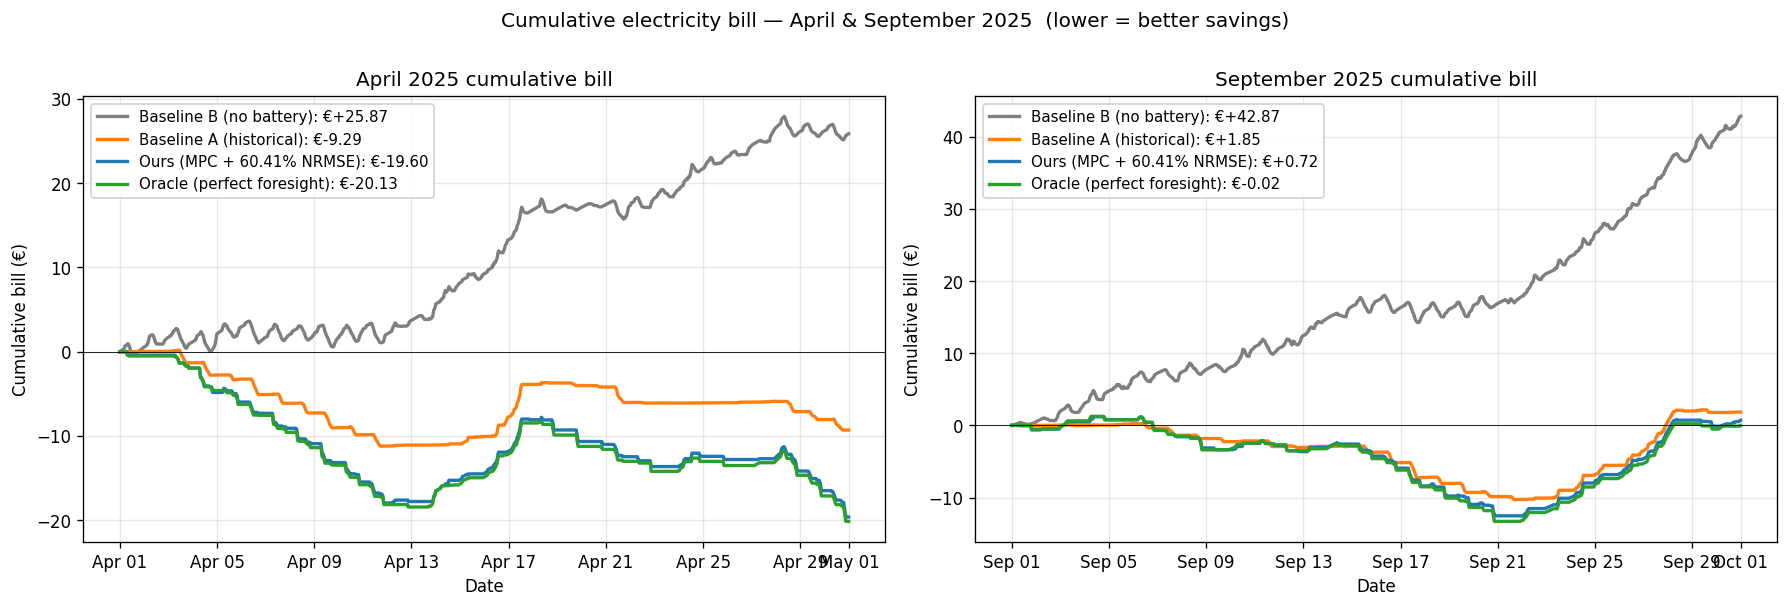 Cumulative electricity bill — April & September 2025  (lower = better savings)
April 2025 cumulative bill
Cumulative bill (€)
30
20
10
0
−10
−20
Baseline B (no battery): €+25.87
Baseline A (historical): €-9.29
Ours (MPC + 60.41% NRMSE): €-19.60
Oracle (perfect foresight): €-20.13
Apr 01 Apr 05 Apr 09 Apr 13 Apr 17 Apr 21 Apr 25 Apr 29 May 01
Date
September 2025 cumulative bill
Cumulative bill (€)
40
30
20
10
0
−10
Baseline B (no battery): €+42.87
Baseline A (historical): €+1.85
Ours (MPC + 60.41% NRMSE): €+0.72
Oracle (perfect foresight): €-0.02
Sep 01 Sep 05 Sep 09 Sep 13 Sep 17 Sep 21 Sep 25 Sep 29 Oct 01
Date